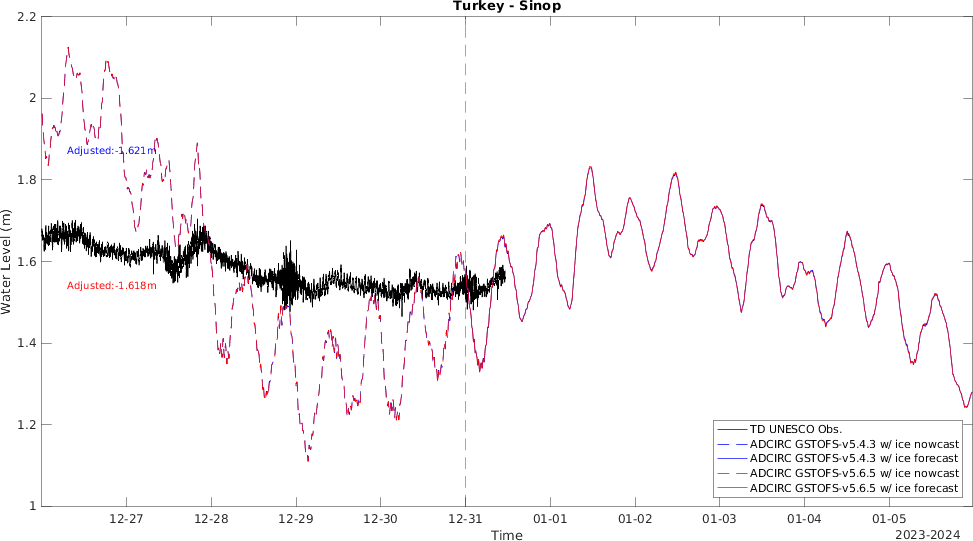 Turkey - Sinop
2.2
2
1.8
1.6
1.4
1.2
1
Water Level (m)
Adjusted:-1.621m
Adjusted:-1.618m
TD UNESCO Obs.
ADCIRC GSTOFS-v5.4.3 w/ ice nowcast
ADCIRC GSTOFS-v5.4.3 w/ ice forecast
ADCIRC GSTOFS-v5.6.5 w/ ice nowcast
ADCIRC GSTOFS-v5.6.5 w/ ice forecast
12-27 12-28 12-29 12-30 12-31 01-01 01-02 01-03 01-04 01-05
Time
2023-2024